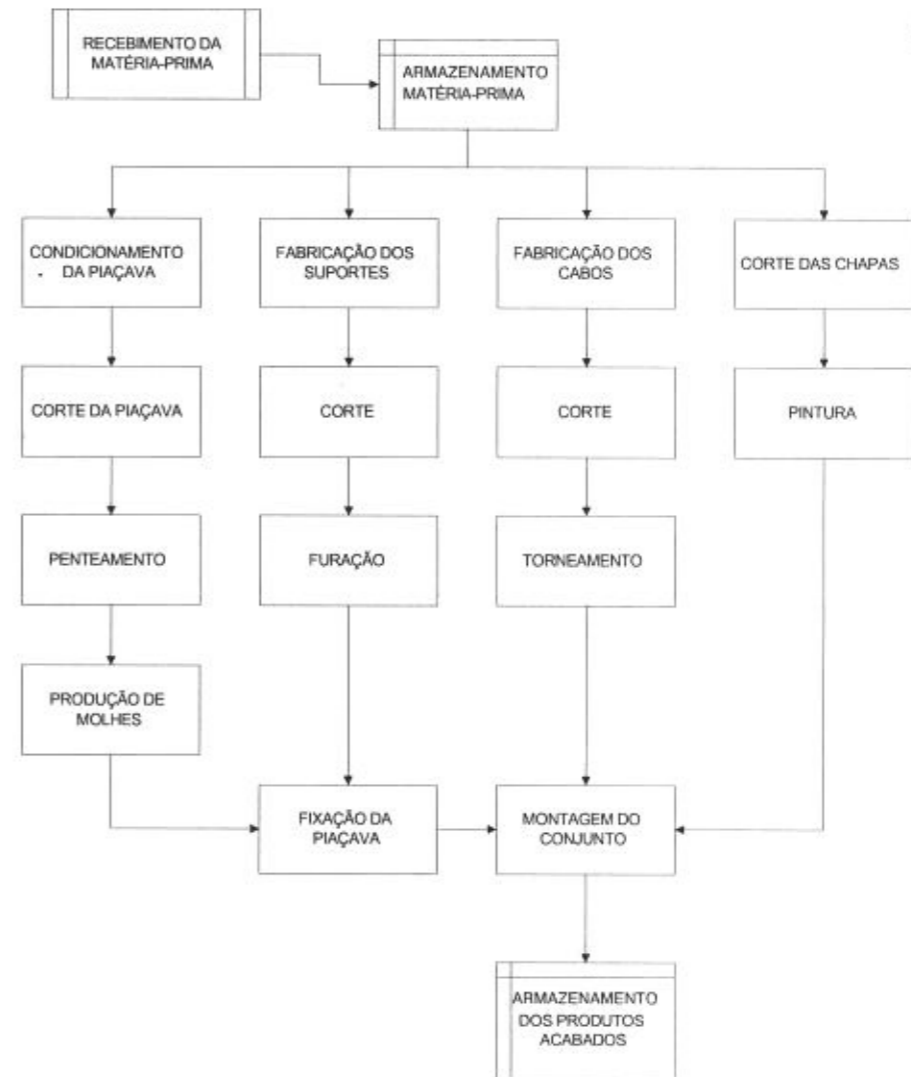 RECEBIMENTO DA
MATÉRIA-PRIMA
ARMAZENAMENTO
MATÉRIA-PRIMA
CONDICIONAMENTO
DA PIAÇAVA
FABRICAÇÃO DOS
SUPORTES
FABRICAÇÃO DOS
CABOS
CORTE DAS CHAPAS
CORTE DA PIAÇAVA
CORTE
CORTE
PINTURA
PENTEAMENTO
FURAÇÃO
TORNEAMENTO
PRODUÇÃO DE
MOLHES
FIXAÇÃO DA
PIAÇAVA
MONTAGEM DO
CONJUNTO
ARMAZENAMENTO
DOS PRODUTOS
ACABADOS